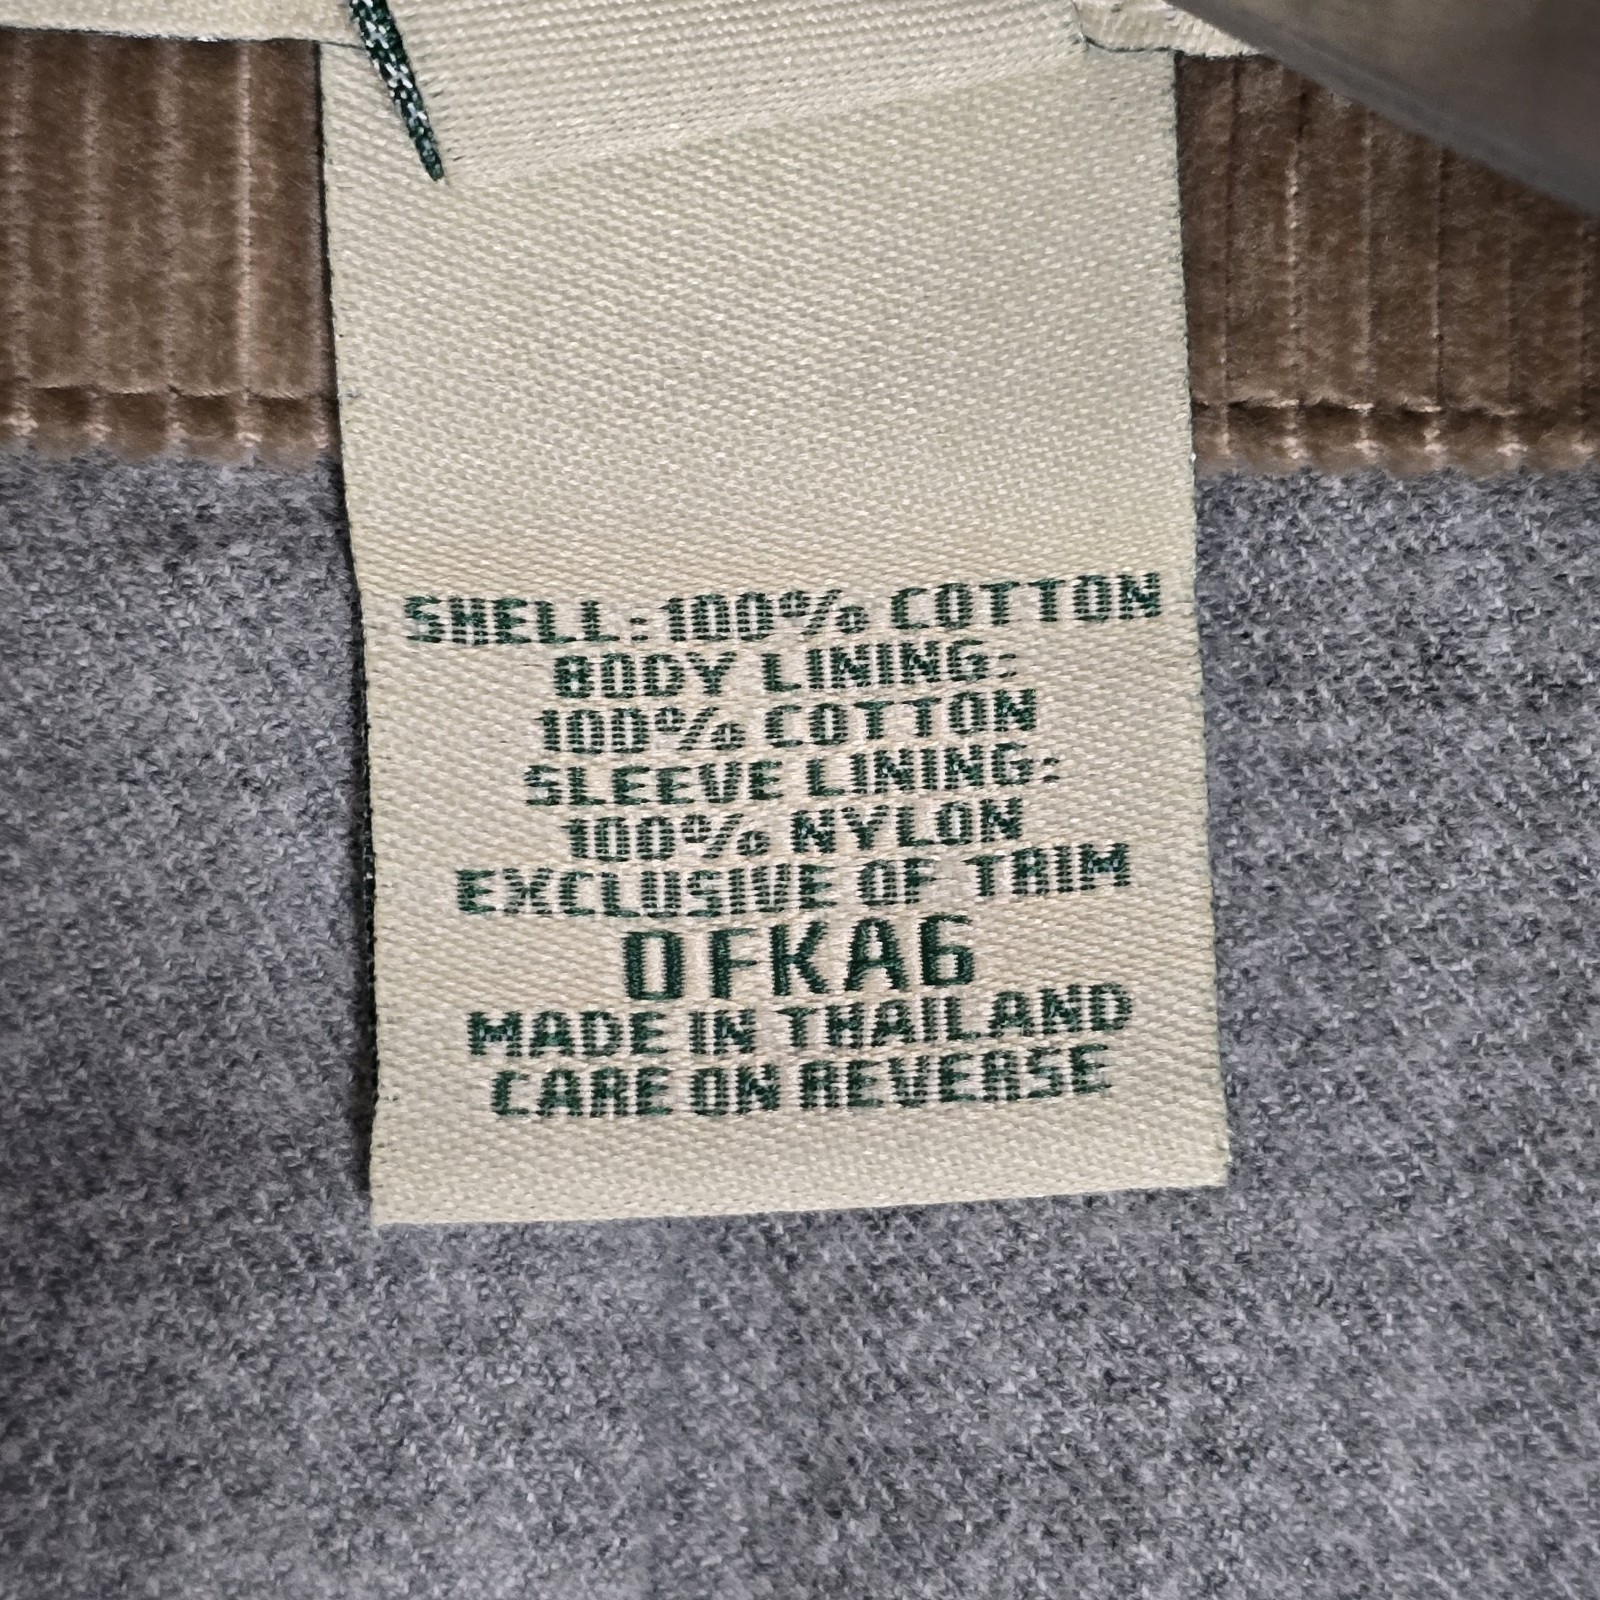 SHELL: 100% COTTON
BODY LINING:
100% COTTON
SLEEVE LINING:
100% NYLON
EXCLUSIVE OF TRIM
0FKA6
MADE IN THAILAND
CARE ON REVERSE